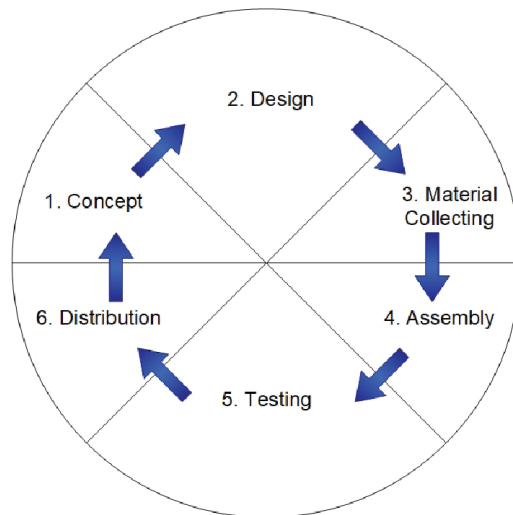 1. Concept
2. Design
3. Material
Collecting
4. Assembly
5. Testing
6. Distribution